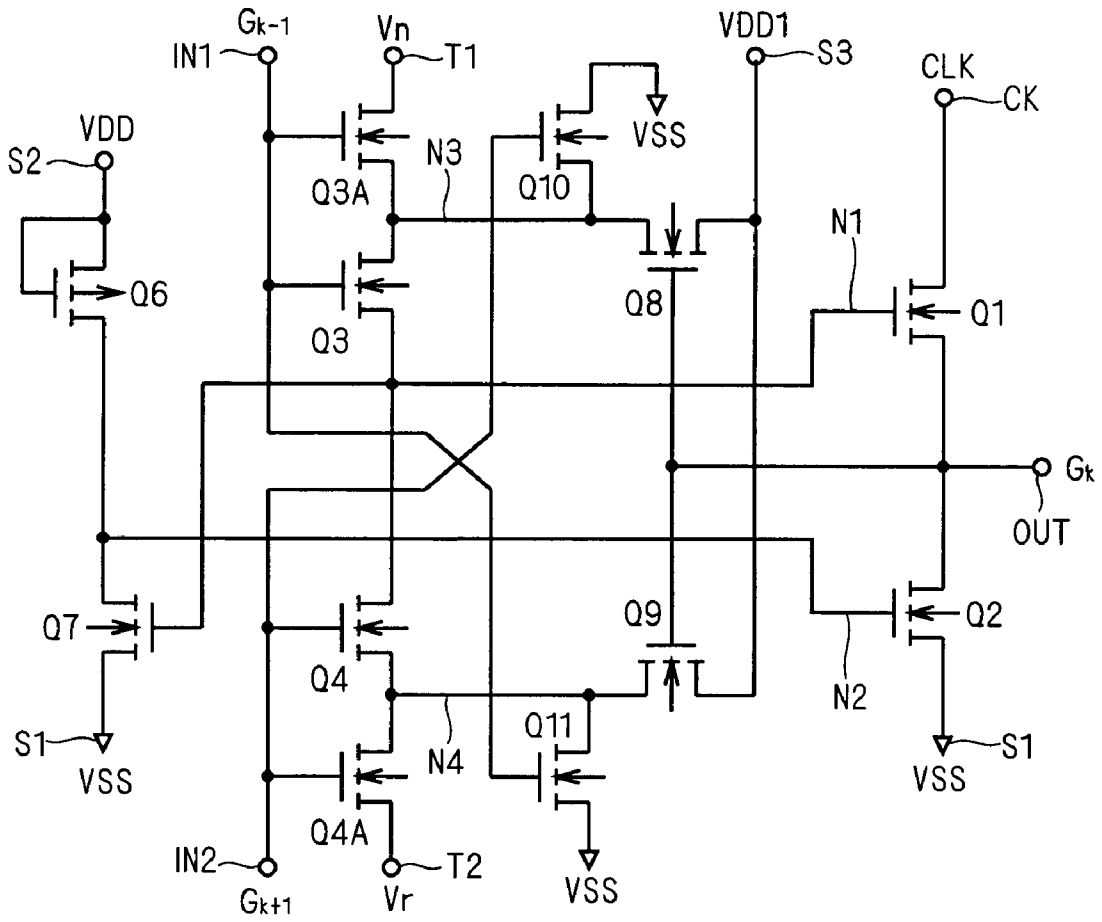 Gk-1
Vn
VDD1
IN1
T1
S3
CLK
CK
VDD
S2
VSS
N3
Q3A
Q10
N1
Q6
Q3
Q8
Q1
Gk
OUT
Q7
Q4
Q9
Q2
N2
S1
VSS
N4
Q11
S1
VSS
Q4A
IN2
T2
VSS
Gk+1
Vr